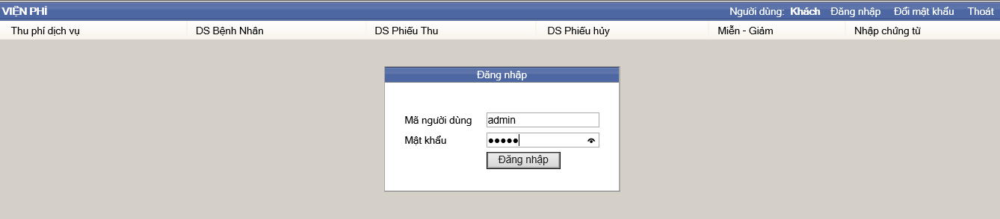 VIỆN PHÍ Người dùng: Khách Đăng nhập Đổi mật khẩu Thoát
Thu phí dịch vụ DS Bệnh Nhân DS Phiếu Thu DS Phiếu hủy Miễn - Giảm Nhập chứng từ
Đăng nhập
Mã người dùng admin
Mật khẩu ●●●●●
Đăng nhập